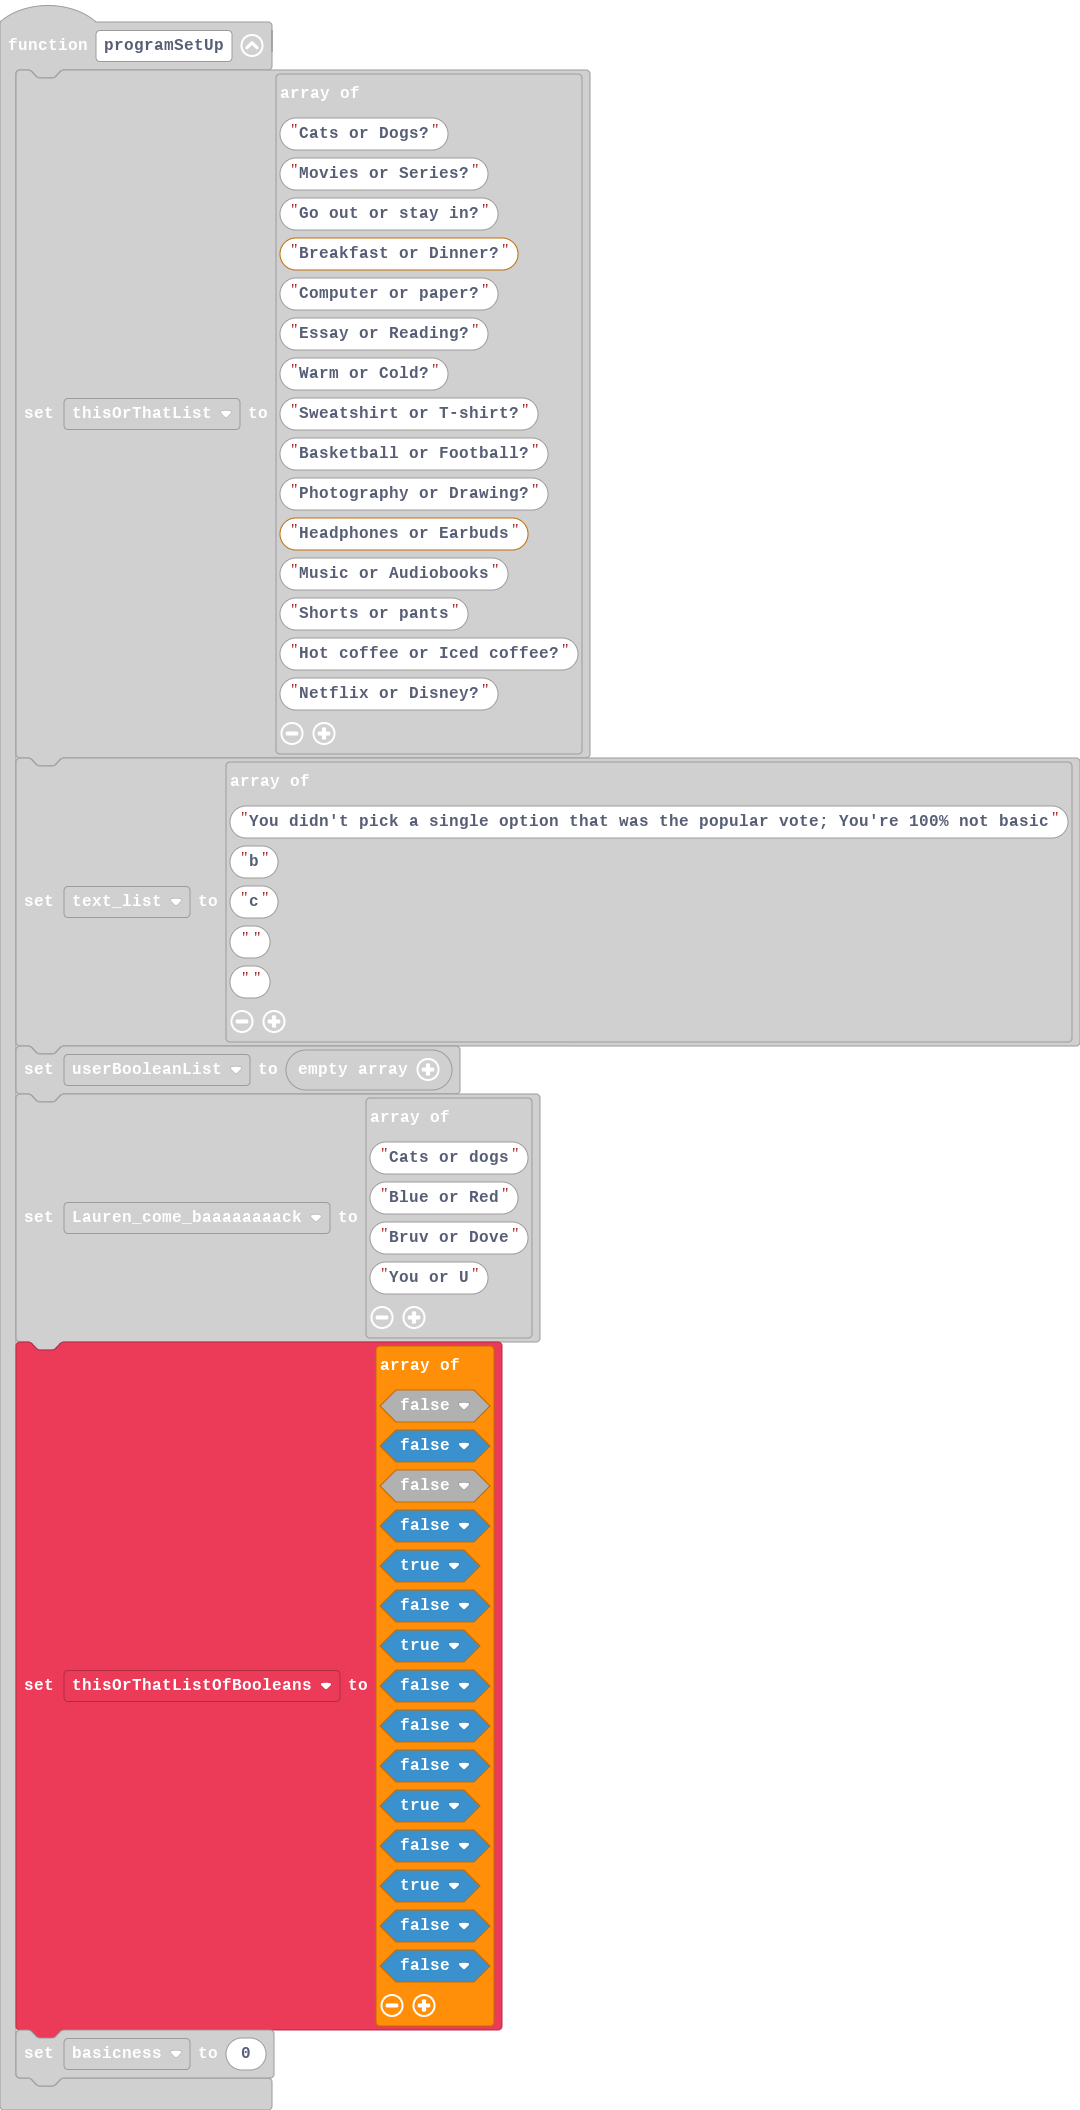 function programSetUp
array of
"Cats or Dogs?"
"Movies or Series?"
"Go out or stay in?"
"Breakfast or Dinner?"
"Computer or paper?"
"Essay or Reading?"
"Warm or Cold?"
set thisOrThatList to
"Sweatshirt or T-shirt?"
"Basketball or Football?"
"Photography or Drawing?"
"Headphones or Earbuds"
"Music or Audiobooks"
"Shorts or pants"
"Hot coffee or Iced coffee?"
"Netflix or Disney?"
array of
"You didn't pick a single option that was the popular vote; You're 100% not basic"
"b"
set text_list to
"c"
""
""
set userBooleanList to empty array
array of
"Cats or dogs"
"Blue or Red"
set Lauren_come_baaaaaaaack to
"Bruv or Dove"
"You or U"
array of
false
false
false
false
true
false
true
set thisOrThatListOfBooleans to
false
false
false
true
false
true
false
false
set basicness to 0